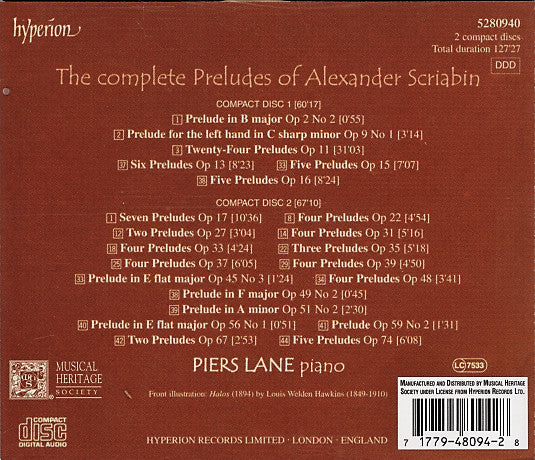 hyperion
5280940
2 compact discs
Total duration 127'27
DDD
The complete Preludes of Alexander Scriabin
COMPACT DISC 1 [60'17]
1 Prelude in B major Op 2 No 2 [0'55]
2 Prelude for the left hand in C sharp minor Op 9 No 1 [3'14]
3 Twenty-Four Preludes Op 11 [31'03]
27 Six Preludes Op 13 [8'23] 33 Five Preludes Op 15 [7'07]
38 Five Preludes Op 16 [8'24]
COMPACT DISC 2 [67'10]
1 Seven Preludes Op 17 [10'36] 8 Four Preludes Op 22 [4'54]
12 Two Preludes Op 27 [3'04] 14 Four Preludes Op 31 [5'16]
18 Four Preludes Op 33 [4'24] 22 Three Preludes Op 35 [5'18]
25 Four Preludes Op 37 [6'05] 29 Four Preludes Op 39 [4'50]
33 Prelude in E flat major Op 45 No 3 [1'24] 34 Four Preludes Op 48 [3'41]
38 Prelude in F major Op 49 No 2 [0'45]
39 Prelude in A minor Op 51 No 2 [2'30]
40 Prelude in E flat major Op 56 No 1 [0'51] 41 Prelude Op 59 No 2 [1'31]
42 Two Preludes Op 67 [2'53] 44 Five Preludes Op 74 [6'08]
PIERS LANE piano
MUSICAL
HERITAGE
SOCIETY
LC 7533
Front illustration: Halos (1894) by Louis Welden Hawkins (1849-1910)
MANUFACTURED AND DISTRIBUTED BY MUSICAL HERITAGE
SOCIETY UNDER LICENSE FROM HYPERION RECORDS LTD.
COMPACT
disc
DIGITAL AUDIO
7 17794-48094-2 8
HYPERION RECORDS LIMITED · LONDON · ENGLAND